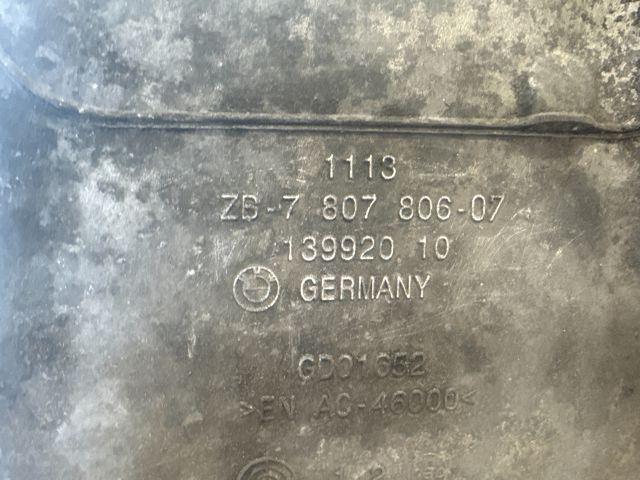 1113
ZB-7 807 806-07
139920 10
GERMANY
GD01652
>EN AC-46000<